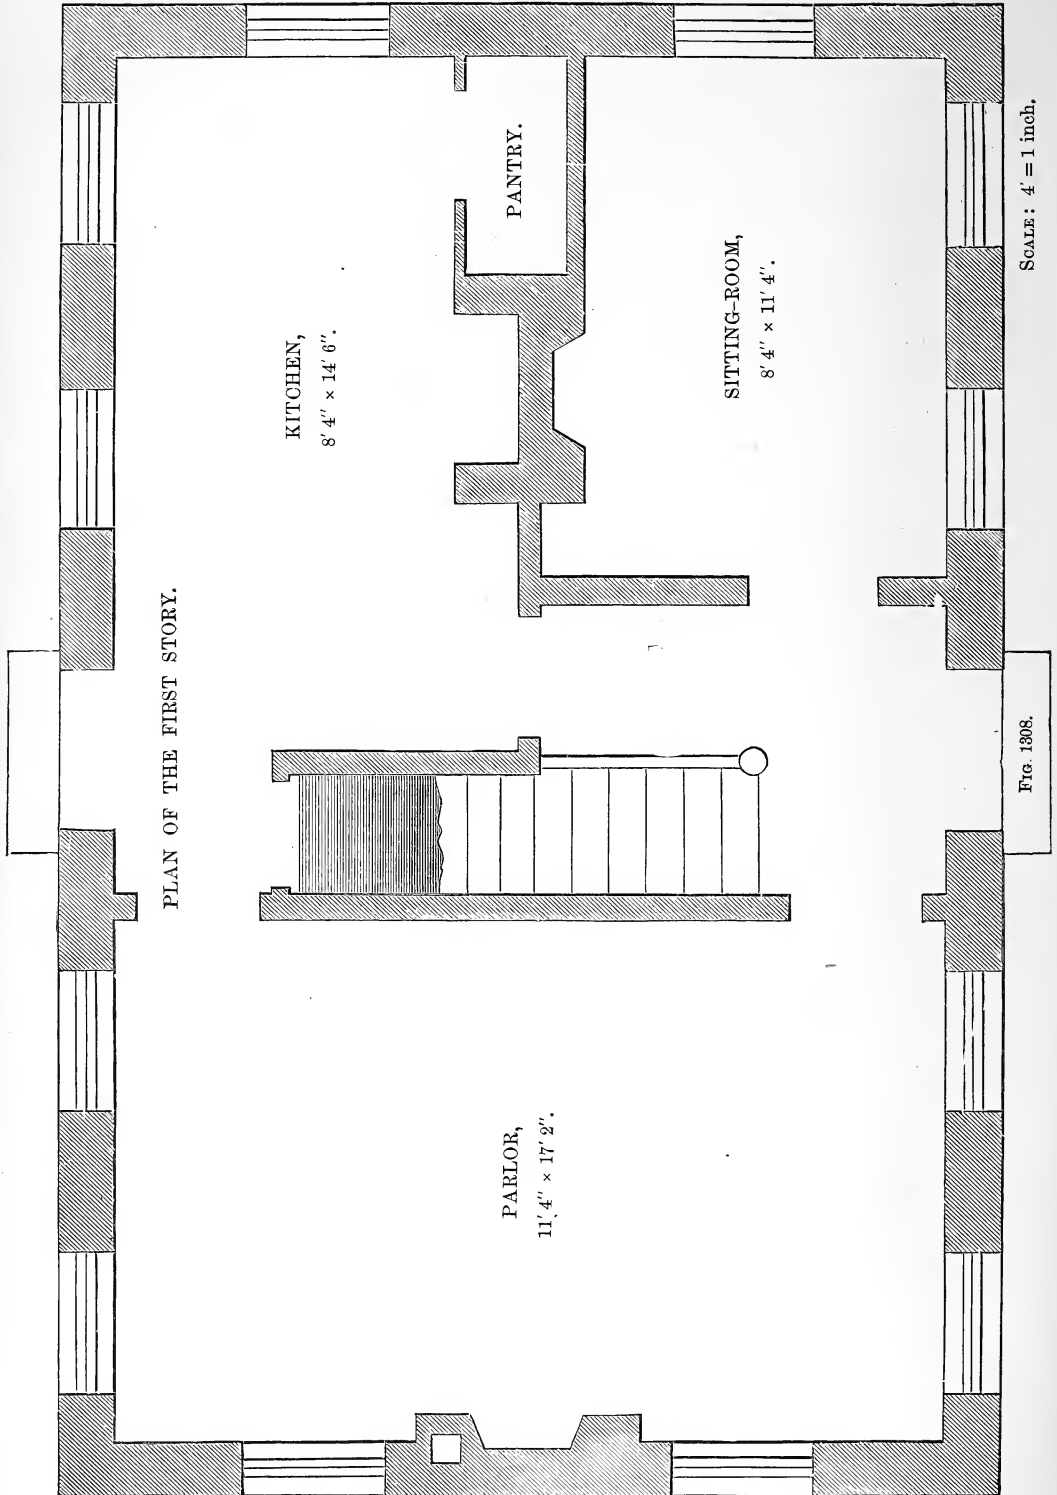 PLAN OF THE FIRST STORY.
KITCHEN,
8' 4" × 14' 6".
PANTRY.
SITTING-ROOM,
8' 4" × 11' 4".
PARLOR,
11' 4" × 17' 2".
SCALE: 4' = 1 inch.
FIG. 1308.